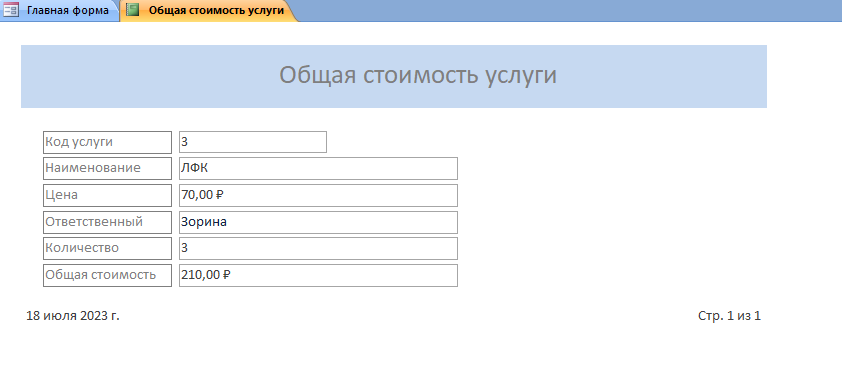 Главная форма Общая стоимость услуги
Общая стоимость услуги
Код услуги 3
Наименование ЛФК
Цена 70,00 ₽
Ответственный Зорина
Количество 3
Общая стоимость 210,00 ₽
18 июля 2023 г. Стр. 1 из 1